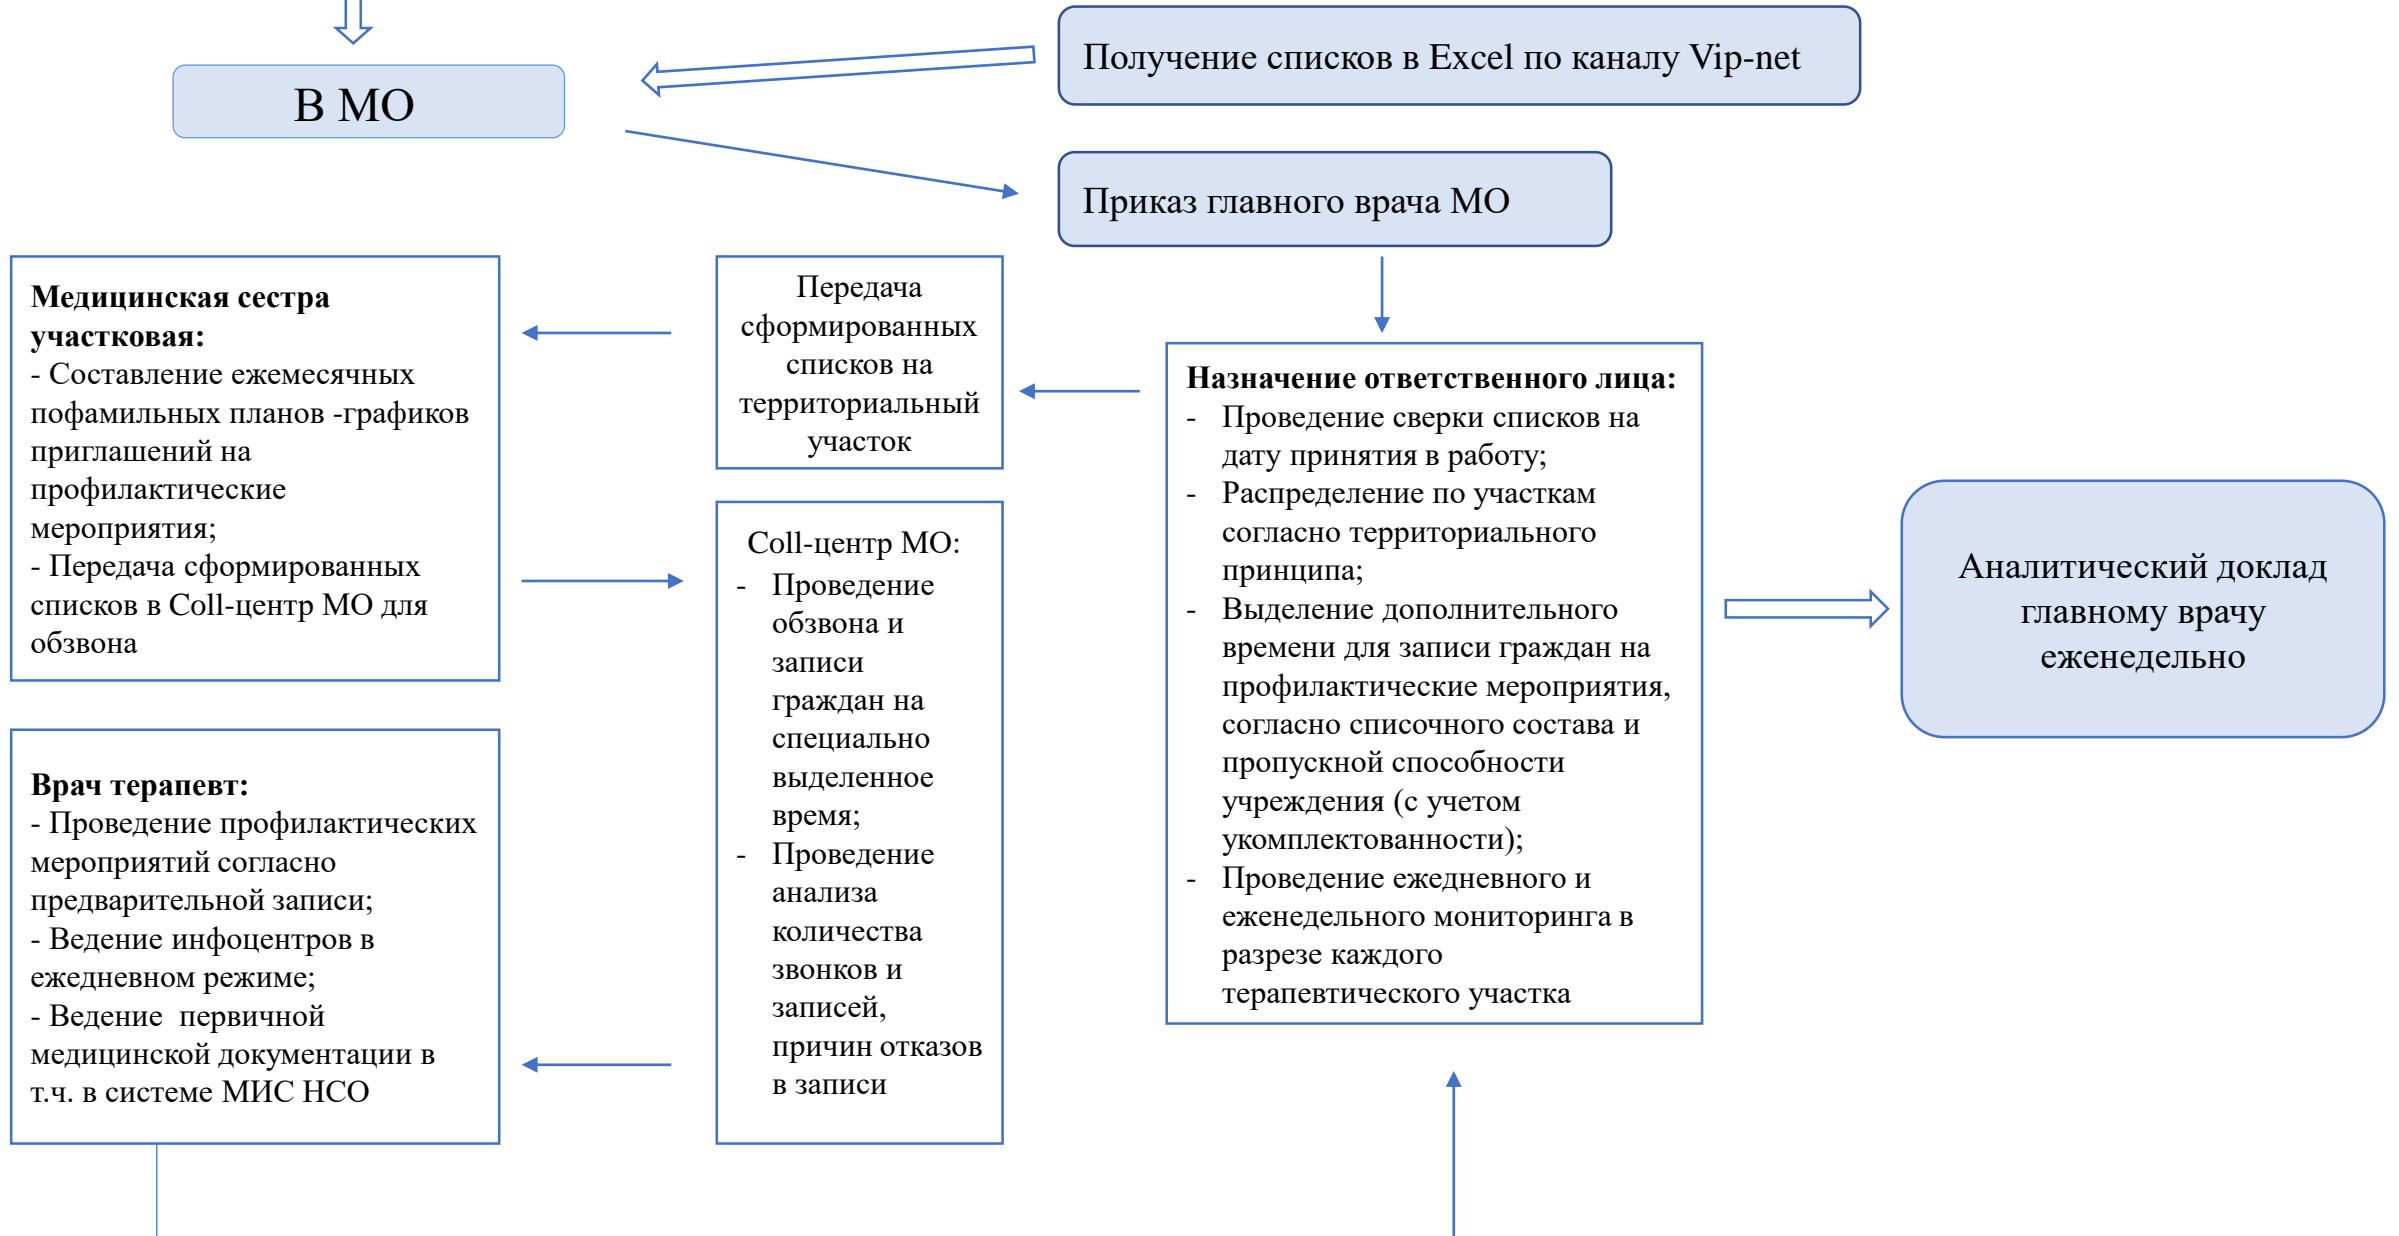 Получение списков в Excel по каналу Vip-net
В МО
Приказ главного врача МО
Медицинская сестра
участковая:
- Составление ежемесячных
пофамильных планов -графиков
приглашений на
профилактические
мероприятия;
- Передача сформированных
списков в Coll-центр МО для
обзвона
Передача
сформированных
списков на
территориальный
участок
Назначение ответственного лица:
- Проведение сверки списков на
дату принятия в работу;
- Распределение по участкам
согласно территориального
принципа;
- Выделение дополнительного
времени для записи граждан на
профилактические мероприятия,
согласно списочного состава и
пропускной способности
учреждения (с учетом
укомплектованности);
- Проведение ежедневного и
еженедельного мониторинга в
разрезе каждого
терапевтического участка
Coll-центр МО:
- Проведение
обзвона и
записи
граждан на
специально
выделенное
время;
- Проведение
анализа
количества
звонков и
записей,
причин отказов
в записи
Аналитический доклад
главному врачу
еженедельно
Врач терапевт:
- Проведение профилактических
мероприятий согласно
предварительной записи;
- Ведение инфоцентров в
ежедневном режиме;
- Ведение  первичной
медицинской документации в
т.ч. в системе МИС НСО